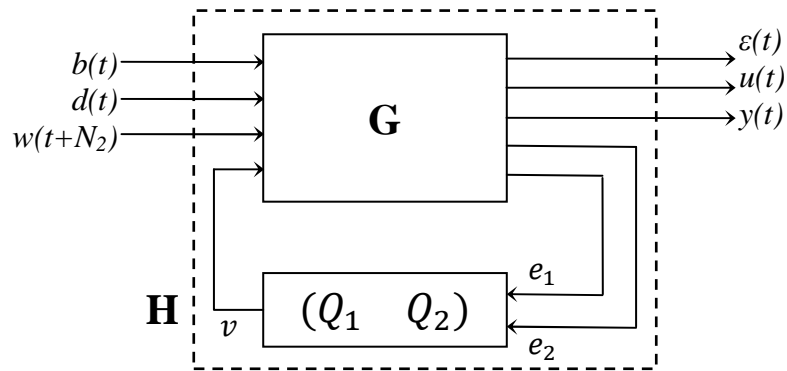 b(t)
d(t)
w(t+N₂)
G
ε(t)
u(t)
y(t)
e₁
H
v
(Q₁ Q₂)
e₂